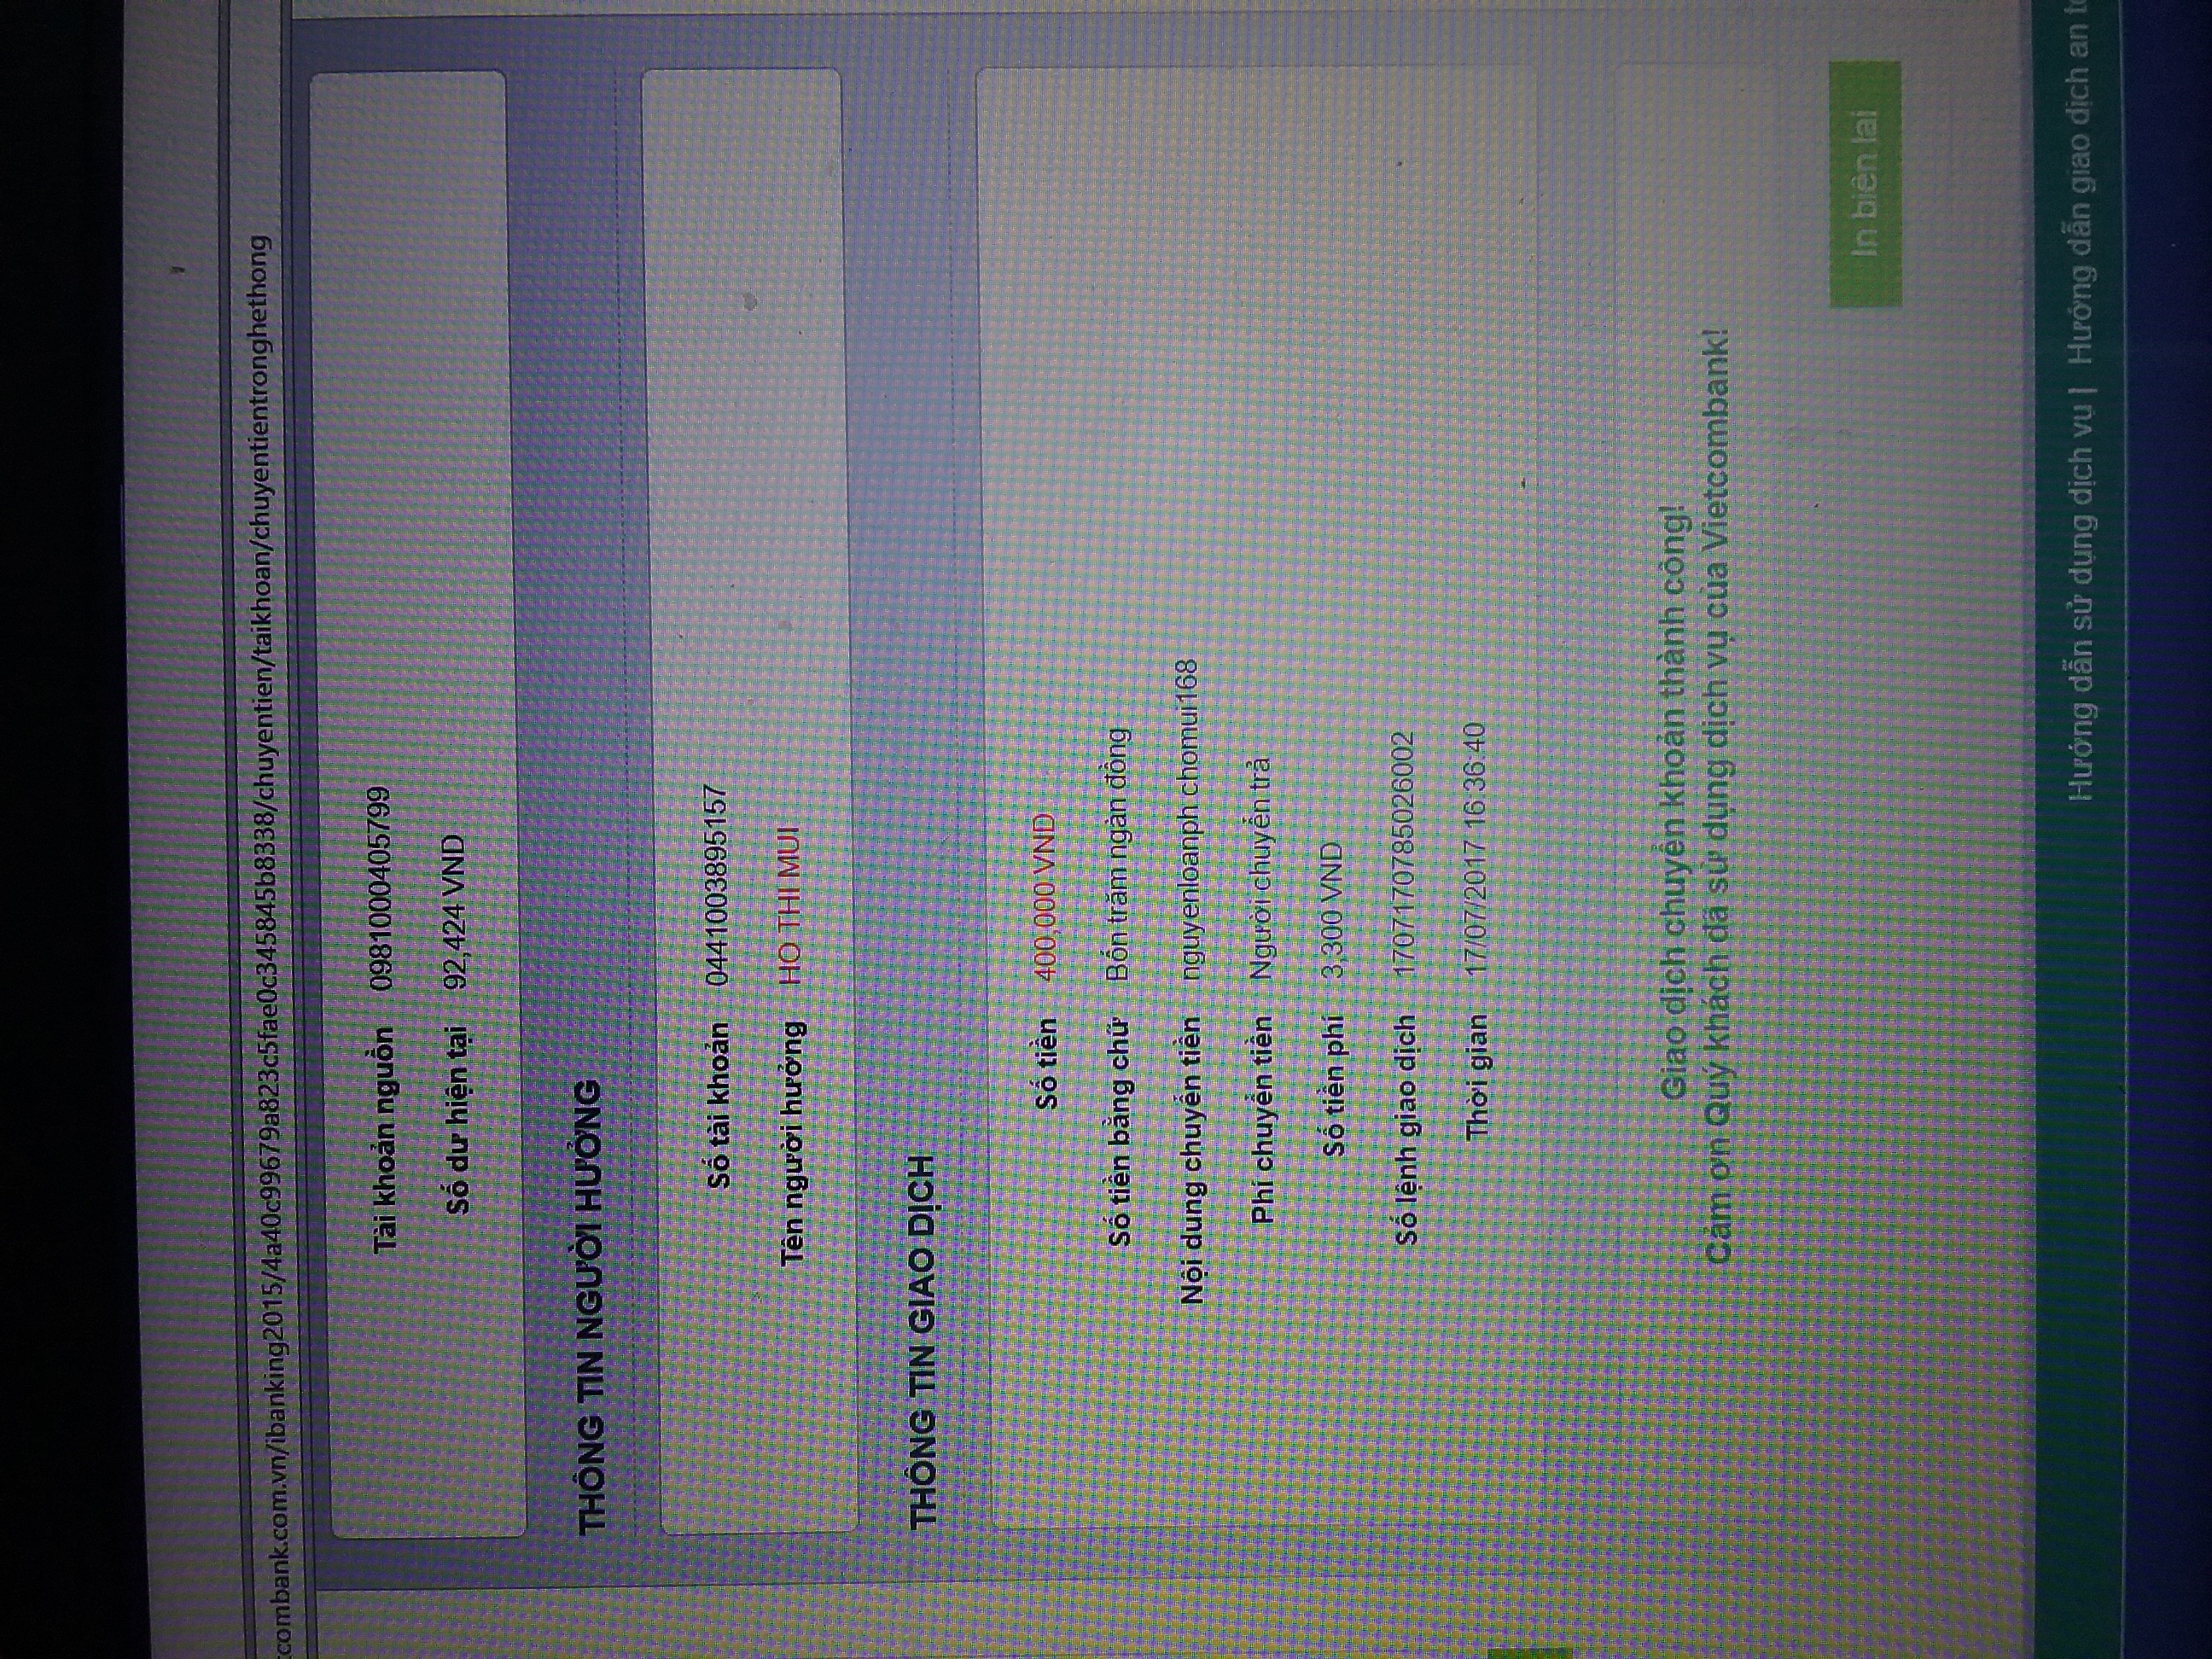 combank.com.vn/ibanking2015/4a40c99679a823c5fae0c345845b8338/chuyentien/taikhoan/chuyentientronghethong
Tài khoản nguồn 0981000405799
Số dư hiện tại 92,424 VND
THÔNG TIN NGƯỜI HƯỞNG
Số tài khoản 0441003895157
Tên người hưởng HO THI MUI
THÔNG TIN GIAO DỊCH
Số tiền 400,000 VND
Số tiền bằng chữ Bốn trăm ngàn đồng
Nội dung chuyển tiền nguyenloanph chomui168
Phí chuyển tiền Người chuyển trả
Số tiền phí 3,300 VND
Số lệnh giao dịch 1707170785026002
Thời gian 17/07/2017 16:36:40
Giao dịch chuyển khoản thành công!
Cảm ơn Quý khách đã sử dụng dịch vụ của Vietcombank!
In biên lai
Hướng dẫn sử dụng dịch vụ | Hướng dẫn giao dịch an